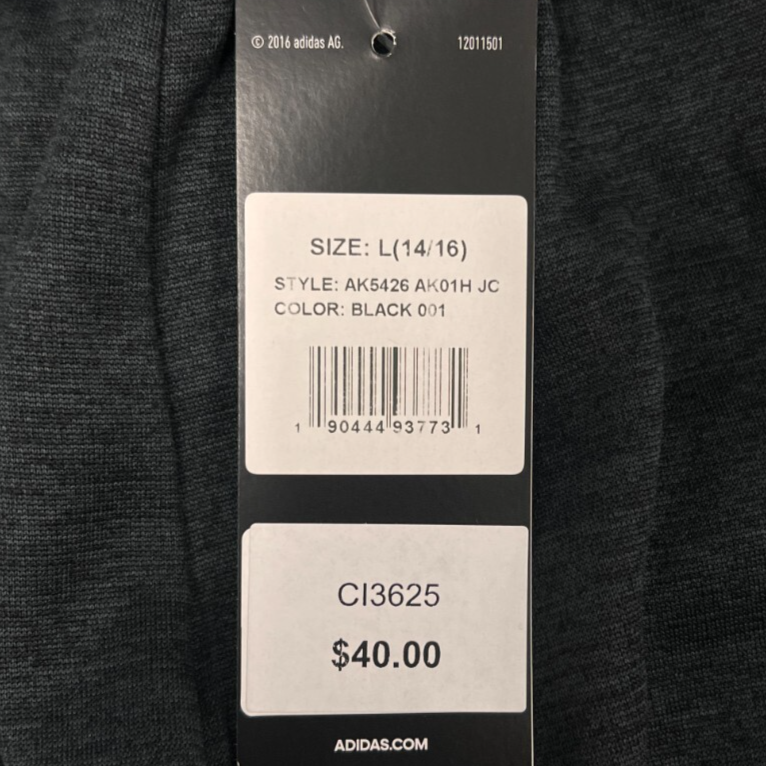 © 2016 adidas AG. 12011501
SIZE: L(14/16)
STYLE: AK5426 AK01H JC
COLOR: BLACK 001
1 90444 93773 1
CI3625
$40.00
ADIDAS.COM